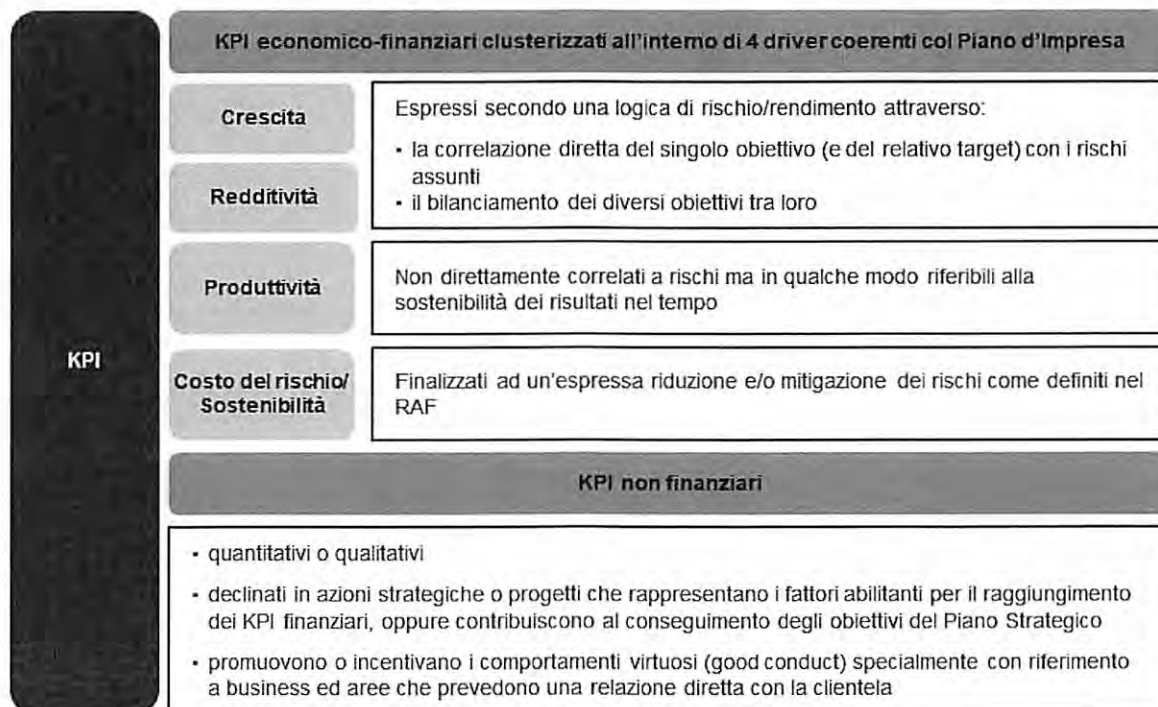 KPI
KPI economico-finanziari clusterizzati all'interno di 4 driver coerenti col Piano d'Impresa
Crescita
Redditività
Espressi secondo una logica di rischio/rendimento attraverso:
• la correlazione diretta del singolo obiettivo (e del relativo target) con i rischi
assunti
• il bilanciamento dei diversi obiettivi tra loro
Produttività
Non direttamente correlati a rischi ma in qualche modo riferibili alla
sostenibilità dei risultati nel tempo
Costo del rischio/
Sostenibilità
Finalizzati ad un'espressa riduzione e/o mitigazione dei rischi come definiti nel
RAF
KPI non finanziari
• quantitativi o qualitativi
• declinati in azioni strategiche o progetti che rappresentano i fattori abilitanti per il raggiungimento
dei KPI finanziari, oppure contribuiscono al conseguimento degli obiettivi del Piano Strategico
• promuovono o incentivano i comportamenti virtuosi (good conduct) specialmente con riferimento
a business ed aree che prevedono una relazione diretta con la clientela